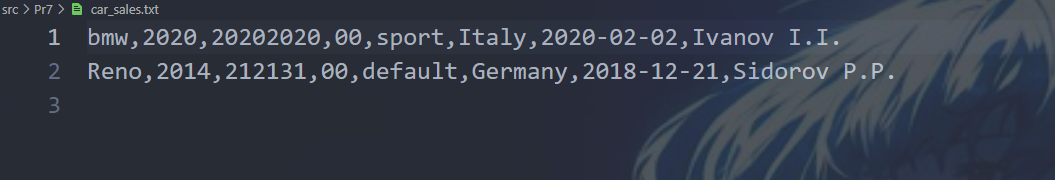 src > Pr7 > car_sales.txt
1 bmw,2020,20202020,00,sport,Italy,2020-02-02,Ivanov I.I.
2 Reno,2014,212131,00,default,Germany,2018-12-21,Sidorov P.P.
3